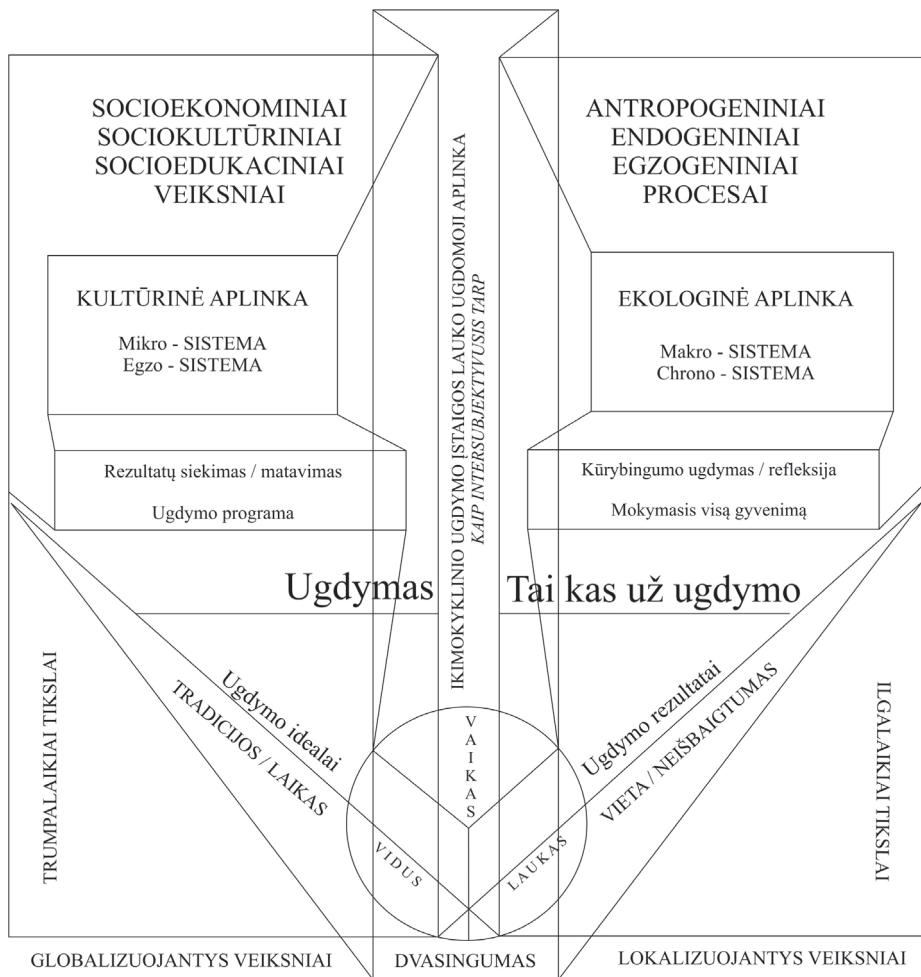 SOCIOEKONOMINIAI
SOCIOKULTŪRINIAI
SOCIOEDUKACINIAI
VEIKSNIAI
ANTROPOGENINIAI
ENDOGENINIAI
EGZOGENINIAI
PROCESAI
IKIMOKYKLINIO UGDYMO ĮSTAIGOS LAUKO UGDOMOJI APLINKA
KAIP INTERSUBJEKTYVUSIS TARP
KULTŪRINĖ APLINKA
Mikro - SISTEMA
Egzo - SISTEMA
EKOLOGINĖ APLINKA
Makro - SISTEMA
Chrono - SISTEMA
Rezultatų siekimas / matavimas
Ugdymo programa
Kūrybingumo ugdymas / refleksija
Mokymasis visą gyvenimą
Ugdymas
Tai kas už ugdymo
TRUMPALAIKIAI TIKSLAI
Ugdymo idealai
TRADICIJOS / LAIKAS
VAIKAS
VIDUS
LAUKAS
Ugdymo rezultatai
VIETA / NEIŠBAIGTUMAS
ILGALAIKIAI TIKSLAI
GLOBALIZUOJANTYS VEIKSNIAI
DVASINGUMAS
LOKALIZUOJANTYS VEIKSNIAI